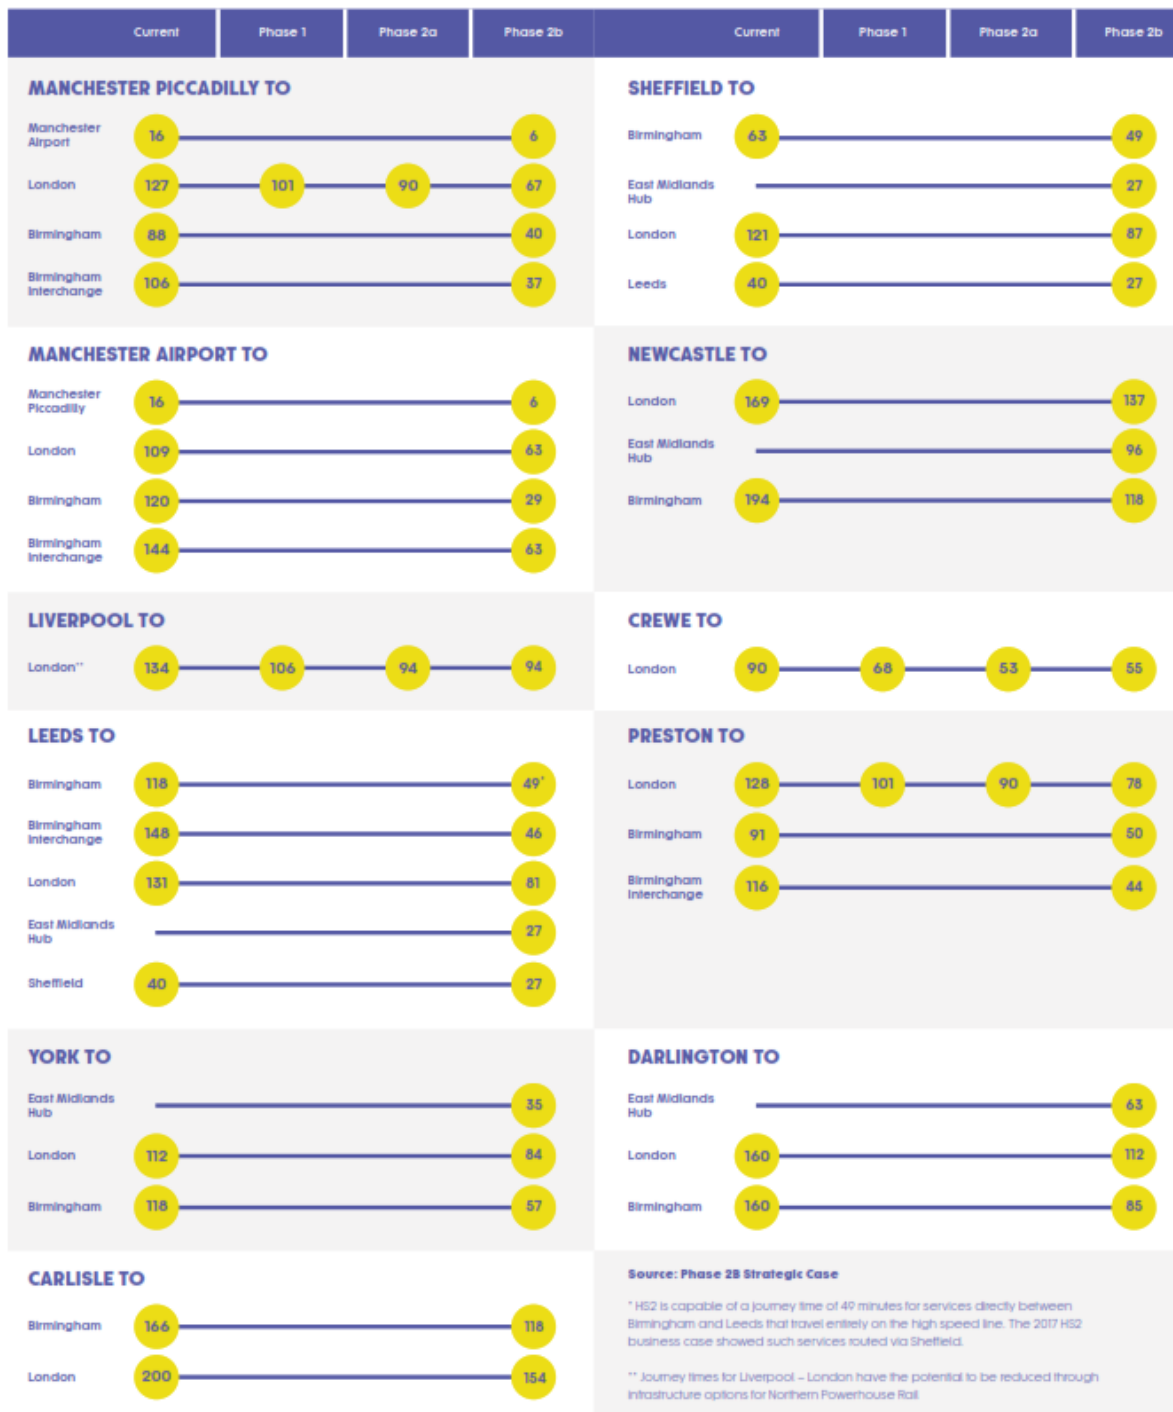 Current Phase 1 Phase 2a Phase 2b
MANCHESTER PICCADILLY TO
Manchester
Airport
16 6
London 127 101 90 67
Birmingham 88 40
Birmingham
Interchange
106 37
MANCHESTER AIRPORT TO
Manchester
Piccadilly
16 6
London 109 63
Birmingham 120 29
Birmingham
Interchange
144 63
LIVERPOOL TO
London** 134 106 94 94
LEEDS TO
Birmingham 118 49*
Birmingham
Interchange
148 46
London 131 81
East Midlands
Hub
27
Sheffield 40 27
YORK TO
East Midlands
Hub
35
London 112 84
Birmingham 118 57
CARLISLE TO
Birmingham 166 118
London 200 154
Current Phase 1 Phase 2a Phase 2b
SHEFFIELD TO
Birmingham 63 49
East Midlands
Hub
27
London 121 87
Leeds 40 27
NEWCASTLE TO
London 169 137
East Midlands
Hub
96
Birmingham 194 118
CREWE TO
London 90 68 53 55
PRESTON TO
London 128 101 90 78
Birmingham 91 50
Birmingham
Interchange
116 44
DARLINGTON TO
East Midlands
Hub
63
London 160 112
Birmingham 160 85
Source: Phase 2B Strategic Case
* HS2 is capable of a journey time of 49 minutes for services directly between
Birmingham and Leeds that travel entirely on the high speed line. The 2017 HS2
business case showed such services routed via Sheffield.
** Journey times for Liverpool – London have the potential to be reduced through
infrastructure options for Northern Powerhouse Rail